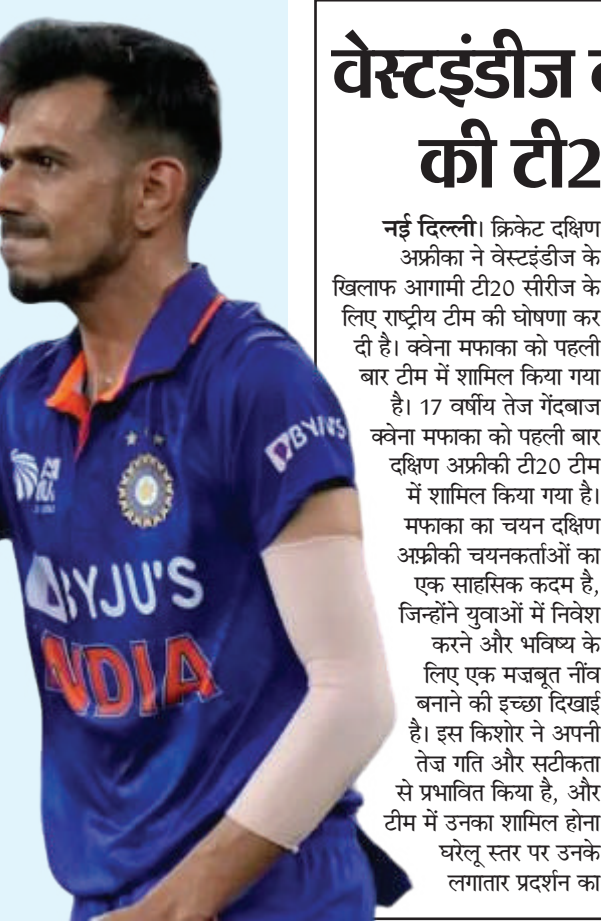 वेस्टइंडीज
की टी2
नई दिल्ली। क्रिकेट दक्षिण
अफ्रीका ने वेस्टइंडीज के
खिलाफ आगामी टी20 सीरीज के
लिए राष्ट्रीय टीम की घोषणा कर
दी है। क्वेना मफाका को पहली
बार टीम में शामिल किया गया
है। 17 वर्षीय तेज गेंदबाज
क्वेना मफाका को पहली बार
दक्षिण अफ्रीकी टी20 टीम
में शामिल किया गया है।
मफाका का चयन दक्षिण
अफ़्रीकी चयनकर्ताओं का
एक साहसिक कदम है,
जिन्होंने युवाओं में निवेश
करने और भविष्य के
लिए एक मजबूत नींव
बनाने की इच्छा दिखाई
है। इस किशोर ने अपनी
तेज गति और सटीकता
से प्रभावित किया है, और
टीम में उनका शामिल होना
घरेलू स्तर पर उनके
लगातार प्रदर्शन का
BYJU'S
BYJU'S
INDIA